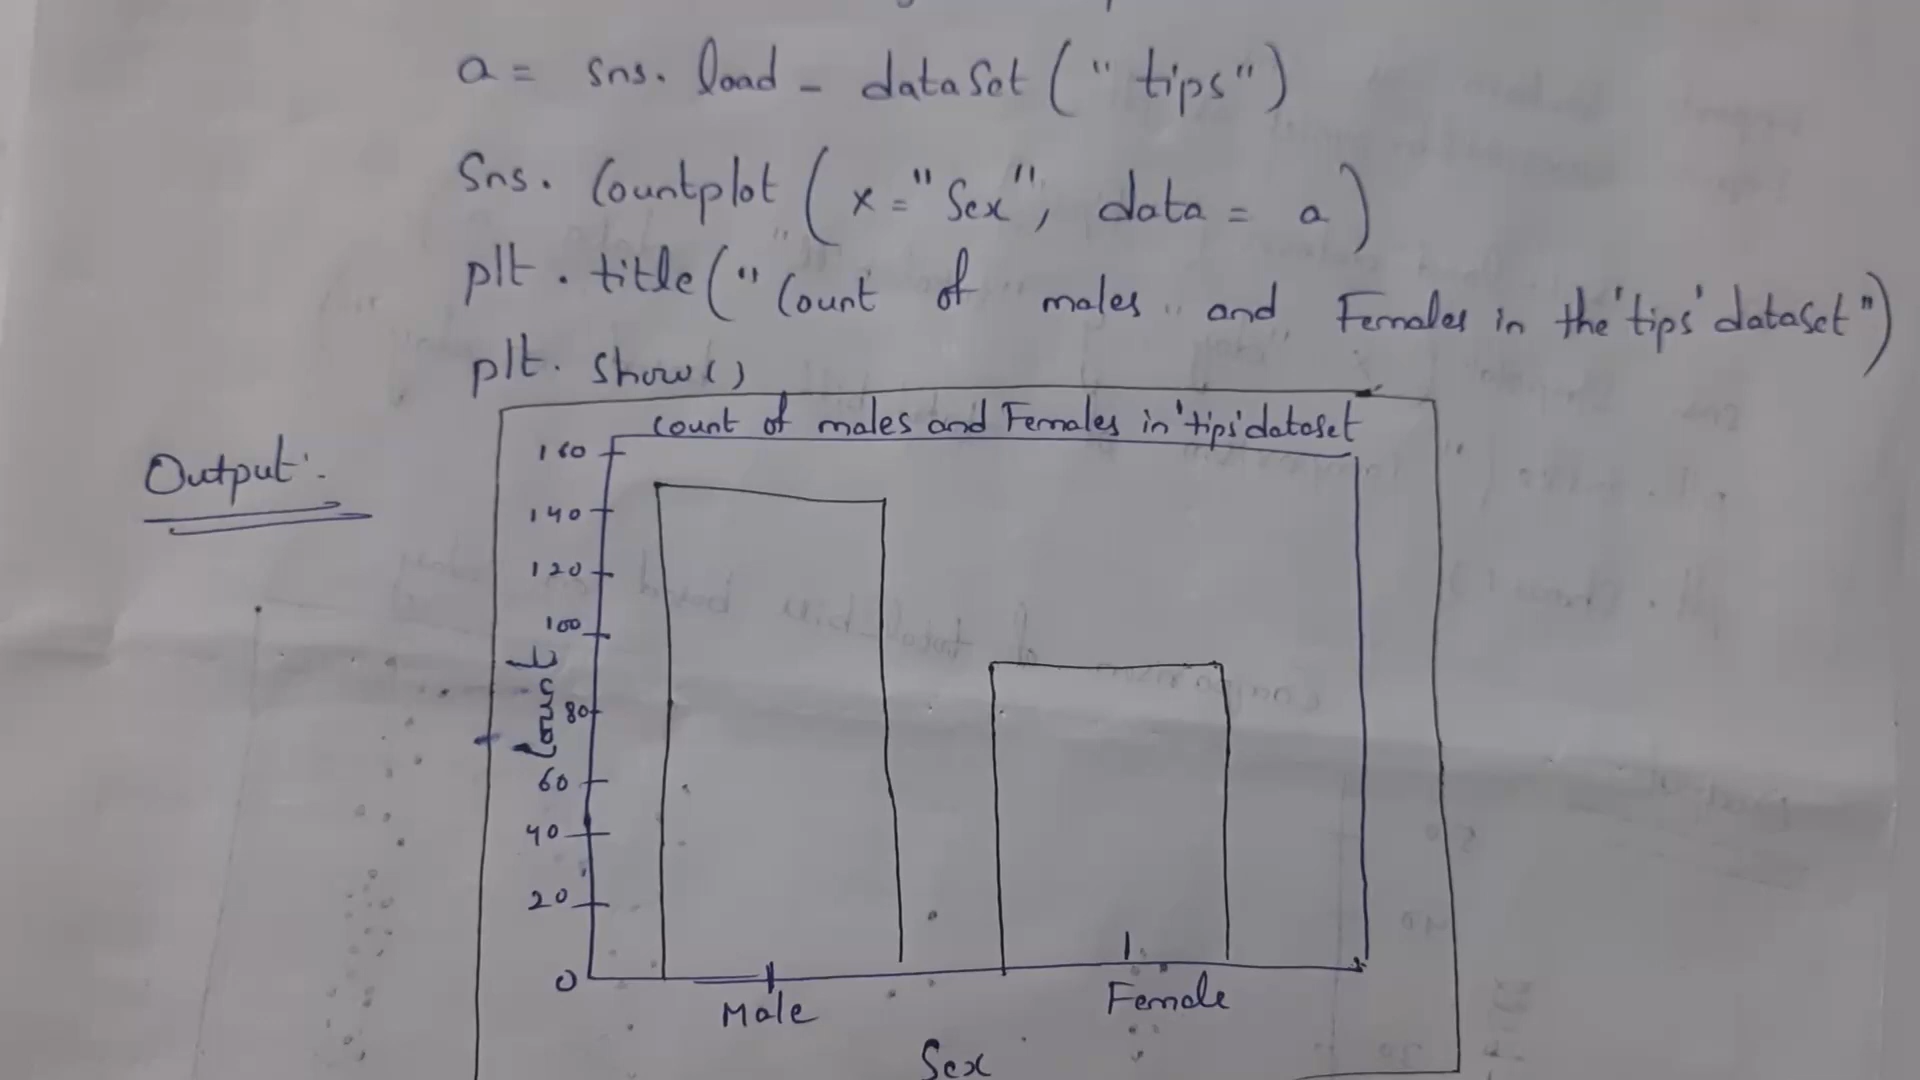 a = sns. load - dataset ("tips")
Sns. Countplot (x = "Sex", data = a)
plt . title ("Count of males and Females in the 'tips' dataset")
plt. show()
Output:
count of males and Females in 'tips' dataset
160
140
120
100
80
60
40
20
0
Count
Male
Female
Sex